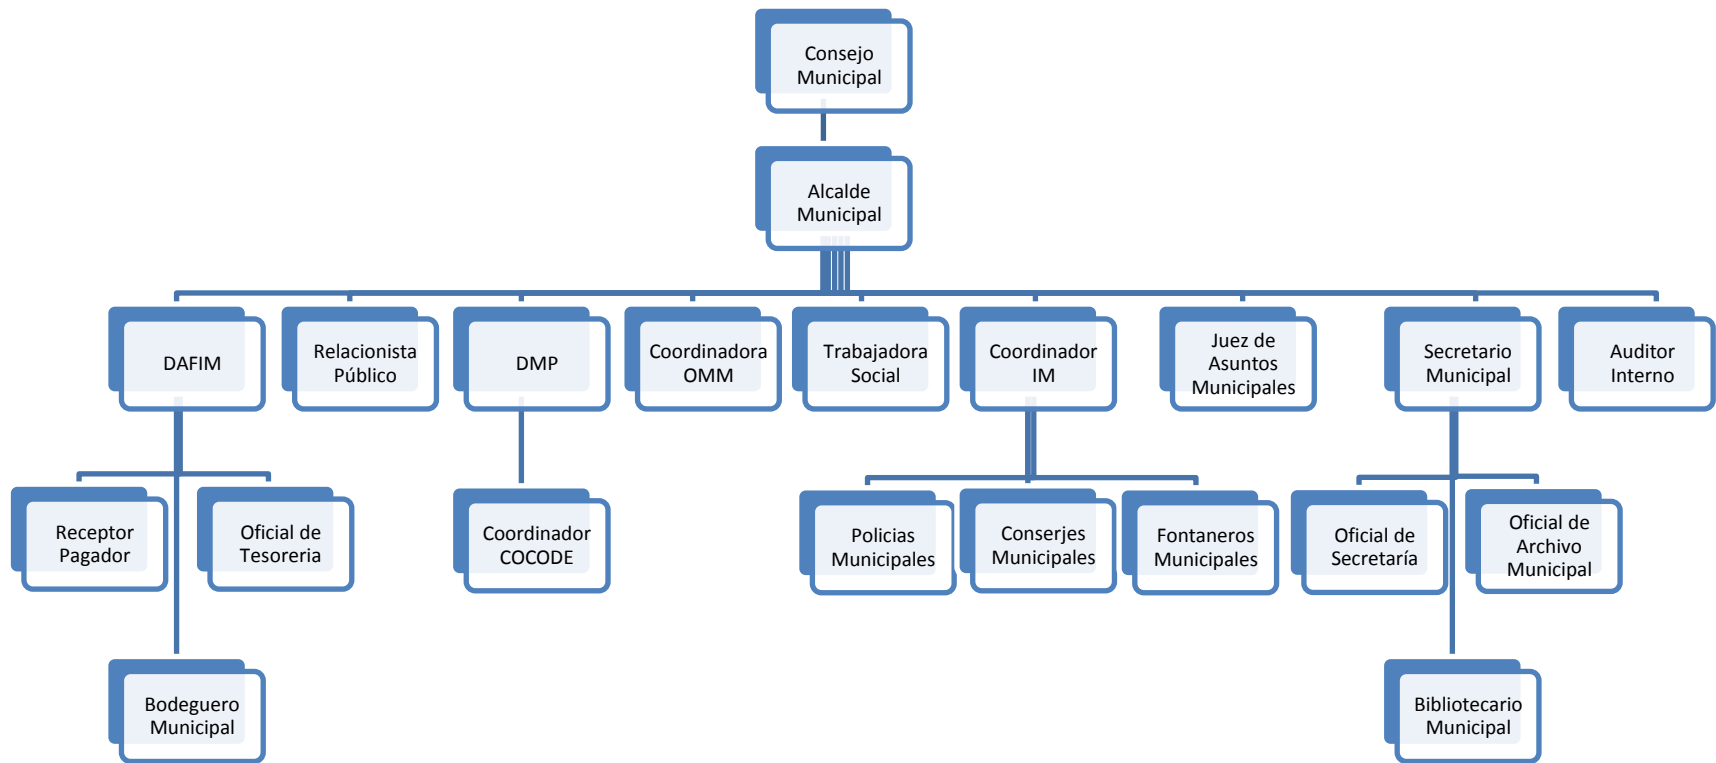 Consejo
Municipal
Alcalde
Municipal
DAFIM
Relacionista
Público
DMP
Coordinadora
OMM
Trabajadora
Social
Coordinador
IM
Juez de
Asuntos
Municipales
Secretario
Municipal
Auditor
Interno
Receptor
Pagador
Oficial de
Tesoreria
Coordinador
COCODE
Policias
Municipales
Conserjes
Municipales
Fontaneros
Municipales
Oficial de
Secretaría
Oficial de
Archivo
Municipal
Bodeguero
Municipal
Bibliotecario
Municipal